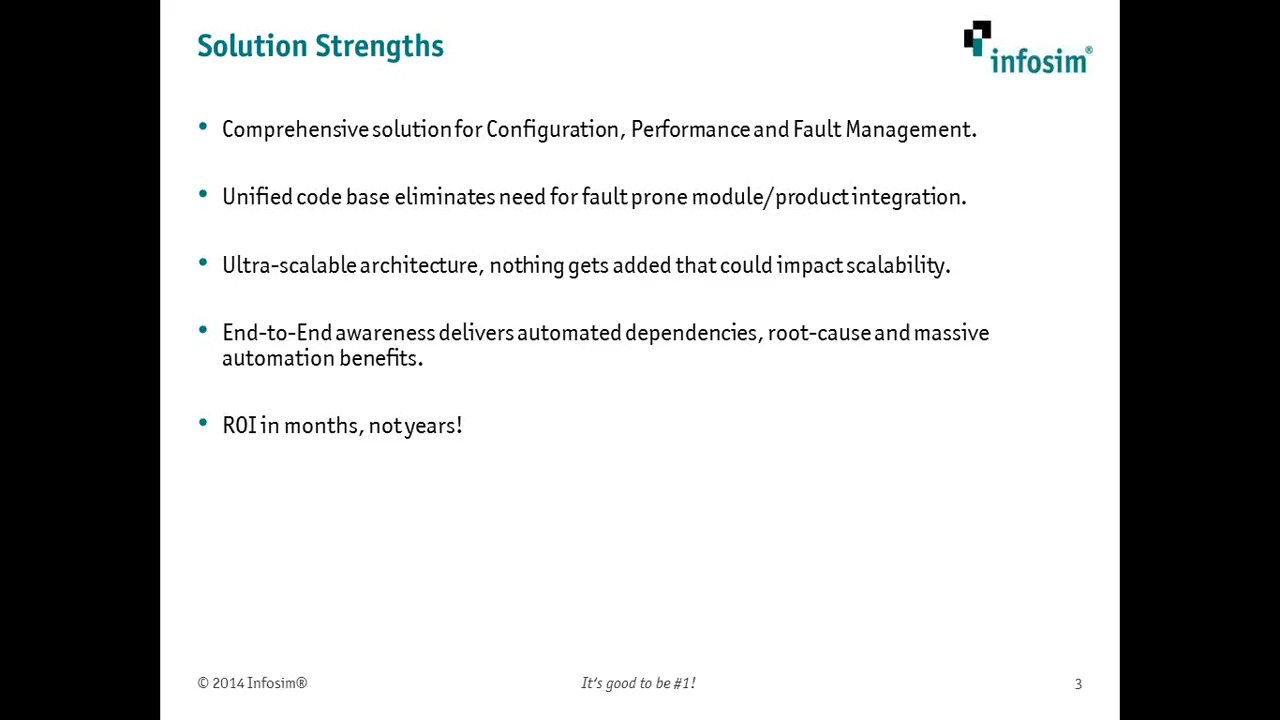 Solution Strengths
infosim®
• Comprehensive solution for Configuration, Performance and Fault Management.
• Unified code base eliminates need for fault prone module/product integration.
• Ultra-scalable architecture, nothing gets added that could impact scalability.
• End-to-End awareness delivers automated dependencies, root-cause and massive
automation benefits.
• ROI in months, not years!
© 2014 Infosim®
It's good to be #1!
3